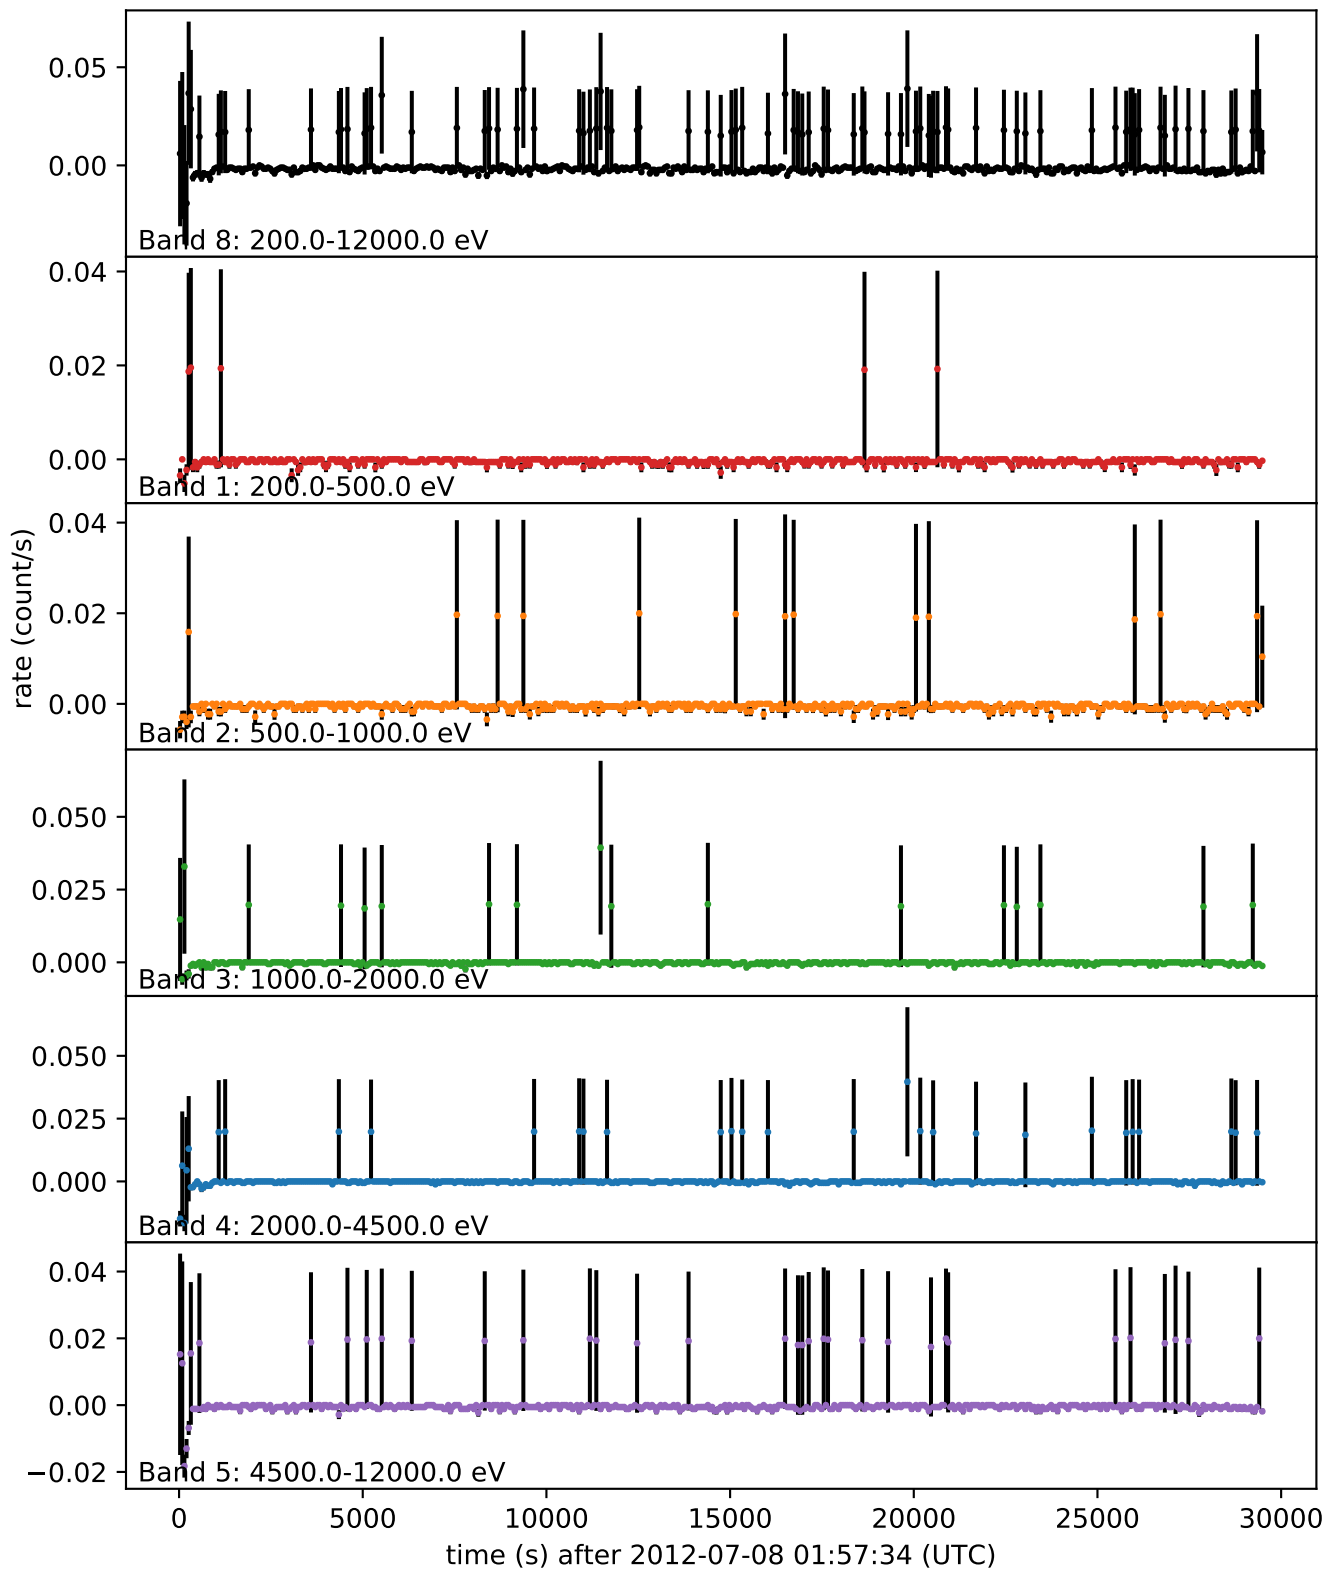 0.05
0.00
Band 8: 200.0-12000.0 eV
0.04
0.02
0.00
Band 1: 200.0-500.0 eV
rate (count/s)
0.04
0.02
0.00
Band 2: 500.0-1000.0 eV
0.050
0.025
0.000
Band 3: 1000.0-2000.0 eV
0.050
0.025
0.000
Band 4: 2000.0-4500.0 eV
0.04
0.02
0.00
−0.02
Band 5: 4500.0-12000.0 eV
0 5000 10000 15000 20000 25000 30000
time (s) after 2012-07-08 01:57:34 (UTC)